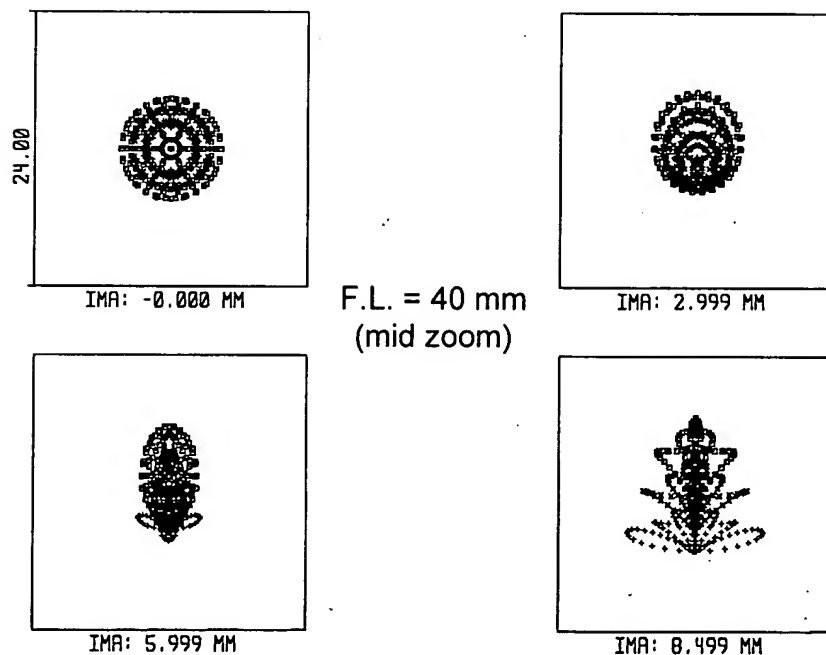 24.00
IMA: -0.000 MM
IMA: 2.999 MM
F.L. = 40 mm
(mid zoom)
IMA: 5.999 MM
IMA: 8.499 MM